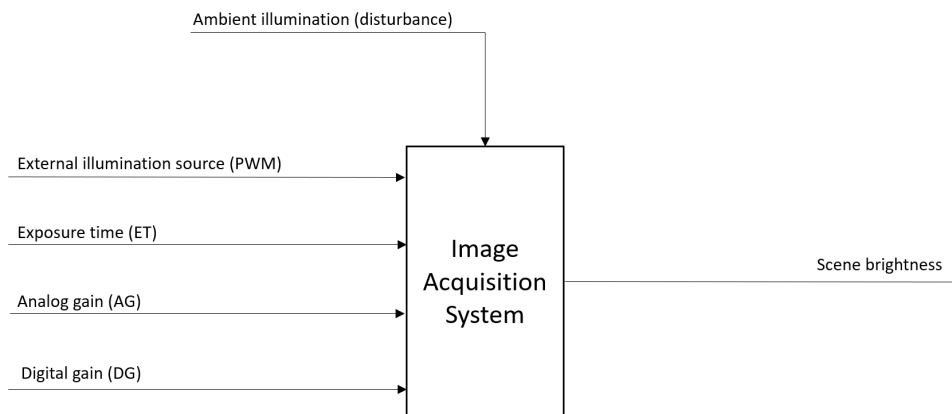 Ambient illumination (disturbance)
External illumination source (PWM)
Exposure time (ET)
Analog gain (AG)
Digital gain (DG)
Image
Acquisition
System
Scene brightness